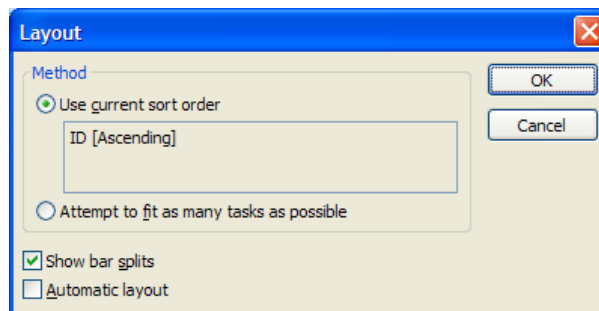 Layout
Method
Use current sort order
ID [Ascending]
Attempt to fit as many tasks as possible
Show bar splits
Automatic layout
OK
Cancel